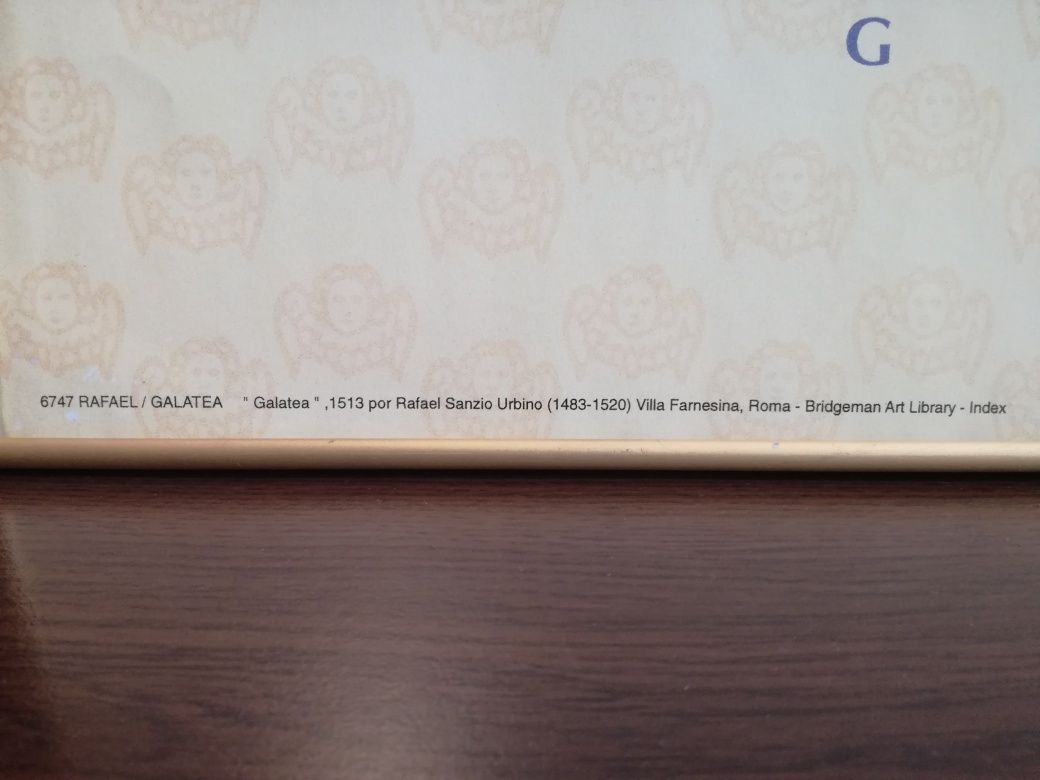 G
6747 RAFAEL / GALATEA " Galatea " ,1513 por Rafael Sanzio Urbino (1483-1520) Villa Farnesina, Roma - Bridgeman Art Library - Index